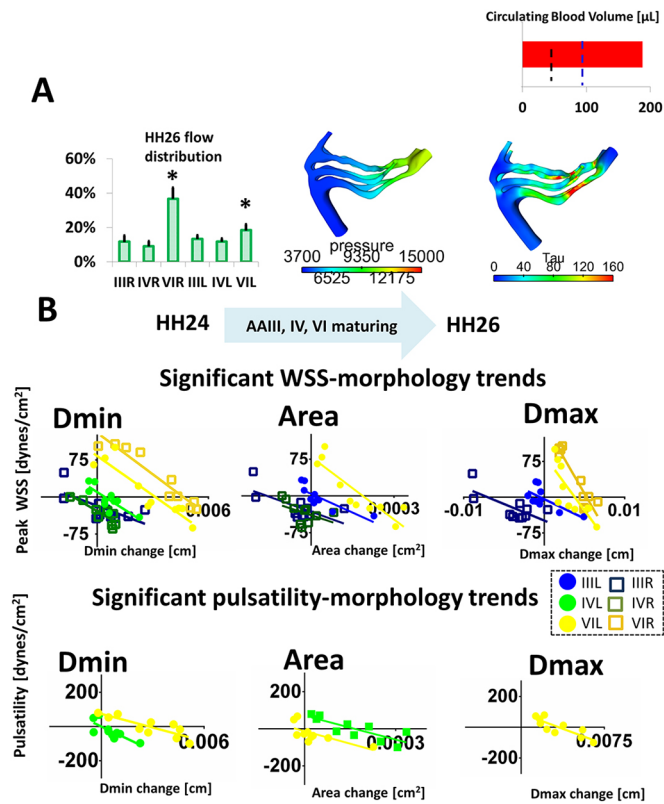 Circulating Blood Volume [µL]
0 100 200
A
HH26 flow
distribution
60%
40%
20%
0%
* *
IIIR IVR VIR IIIL IVL VIL
pressure
3700 9350 15000
6525 12175
Tau
0 40 80 120 160
B
HH24 AAIII, IV, VI maturing HH26
Significant WSS-morphology trends
Dmin Area Dmax
Peak WSS [dynes/cm²]
75 75 75
0.006 0.0003 -0.01 0.01
-75 -75 -75
Dmin change [cm] Area change [cm²] Dmax change [cm]
Significant pulsatility-morphology trends
IIIL IIIR
IVL IVR
VIL VIR
Dmin Area Dmax
Pulsatility [dynes/cm²]
200 200 200
0.006 0.0003 0.0075
-200 -200 -200
Dmin change [cm] Area change [cm²] Dmax change [cm]